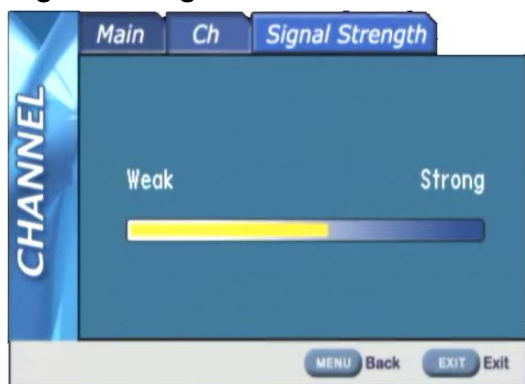 Main Ch Signal Strength
CHANNEL
Weak Strong
MENU Back EXIT Exit